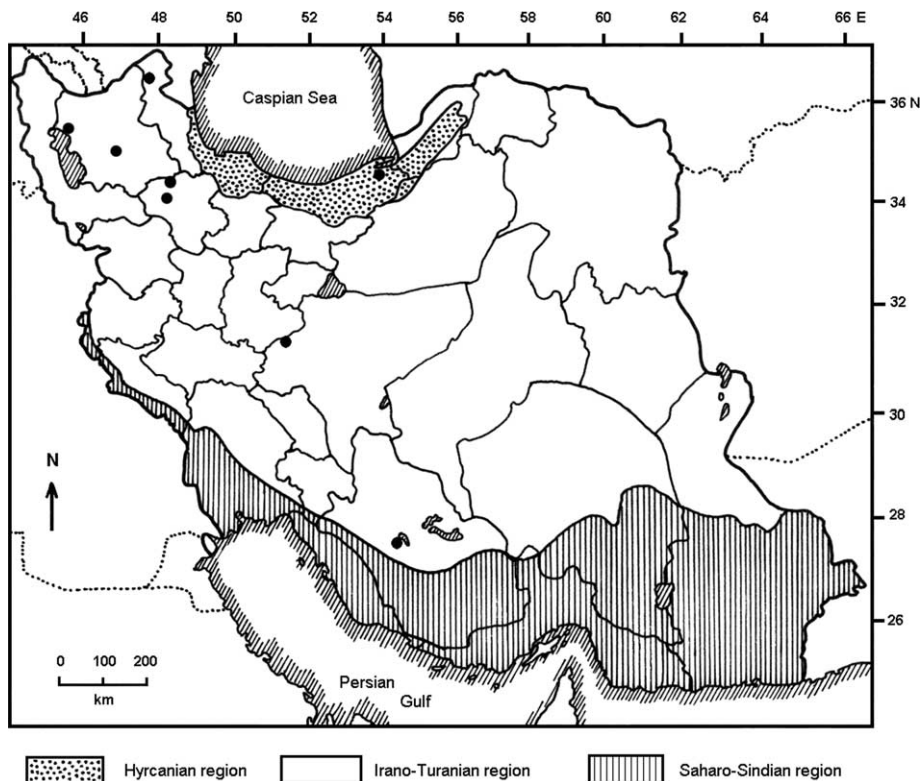 46 48 50 52 54 56 58 60 62 64 66 E
Caspian Sea
36 N
34
32
30
N
28
26
0 100 200
km
Persian
Gulf
Hyrcanian region Irano-Turanian region Saharo-Sindian region